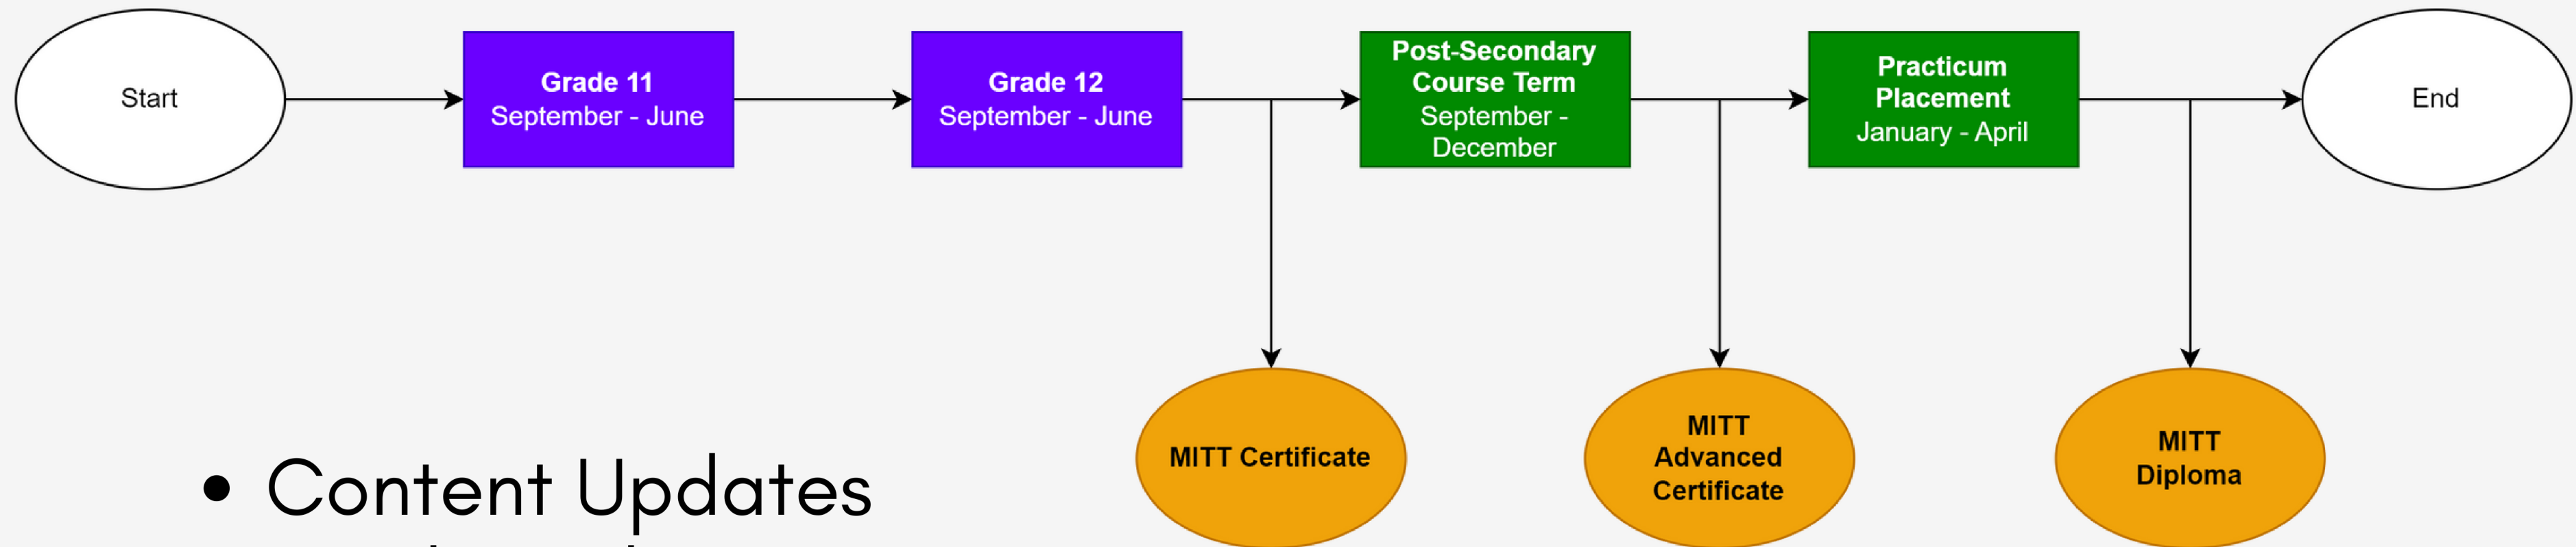 Start
Grade 11
September - June
Grade 12
September - June
Post-Secondary
Course Term
September -
December
Practicum
Placement
January - April
End
MITT Certificate
MITT
Advanced
Certificate
MITT
Diploma
• Content Updates